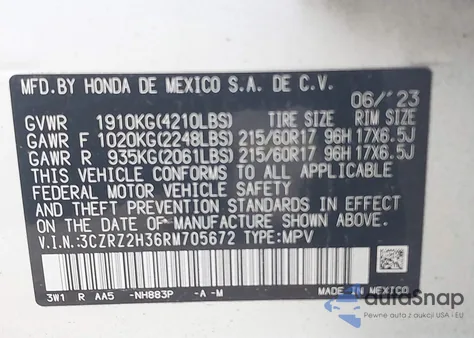 MFD.BY HONDA DE MEXICO S.A. DE C.V.
06/'23
GVWR 1910KG(4210LBS) TIRE SIZE RIM(SIZE)
GAWR F 1020KG(2248LBS) 215/60R17 96H 17X6.5J
GAWR R 935KG(2061LBS) 215/60R17 96H 17X6.5J
THIS VEHICLE CONFORMS TO ALL APPLICABLE
FEDERAL MOTOR VEHICLE SAFETY, BUMPER,
AND THEFT PREVENTION STANDARDS IN EFFECT ON
THE DATE OF MANUFACTURE SHOWN ABOVE.
V.I.N:3CZRZ2H36RM705672 TYPE:MPV
3W1 R AA5 -NH883P -A-M MADE IN MEXICO
autoSnap
Pewne auta z aukcji USA i EU